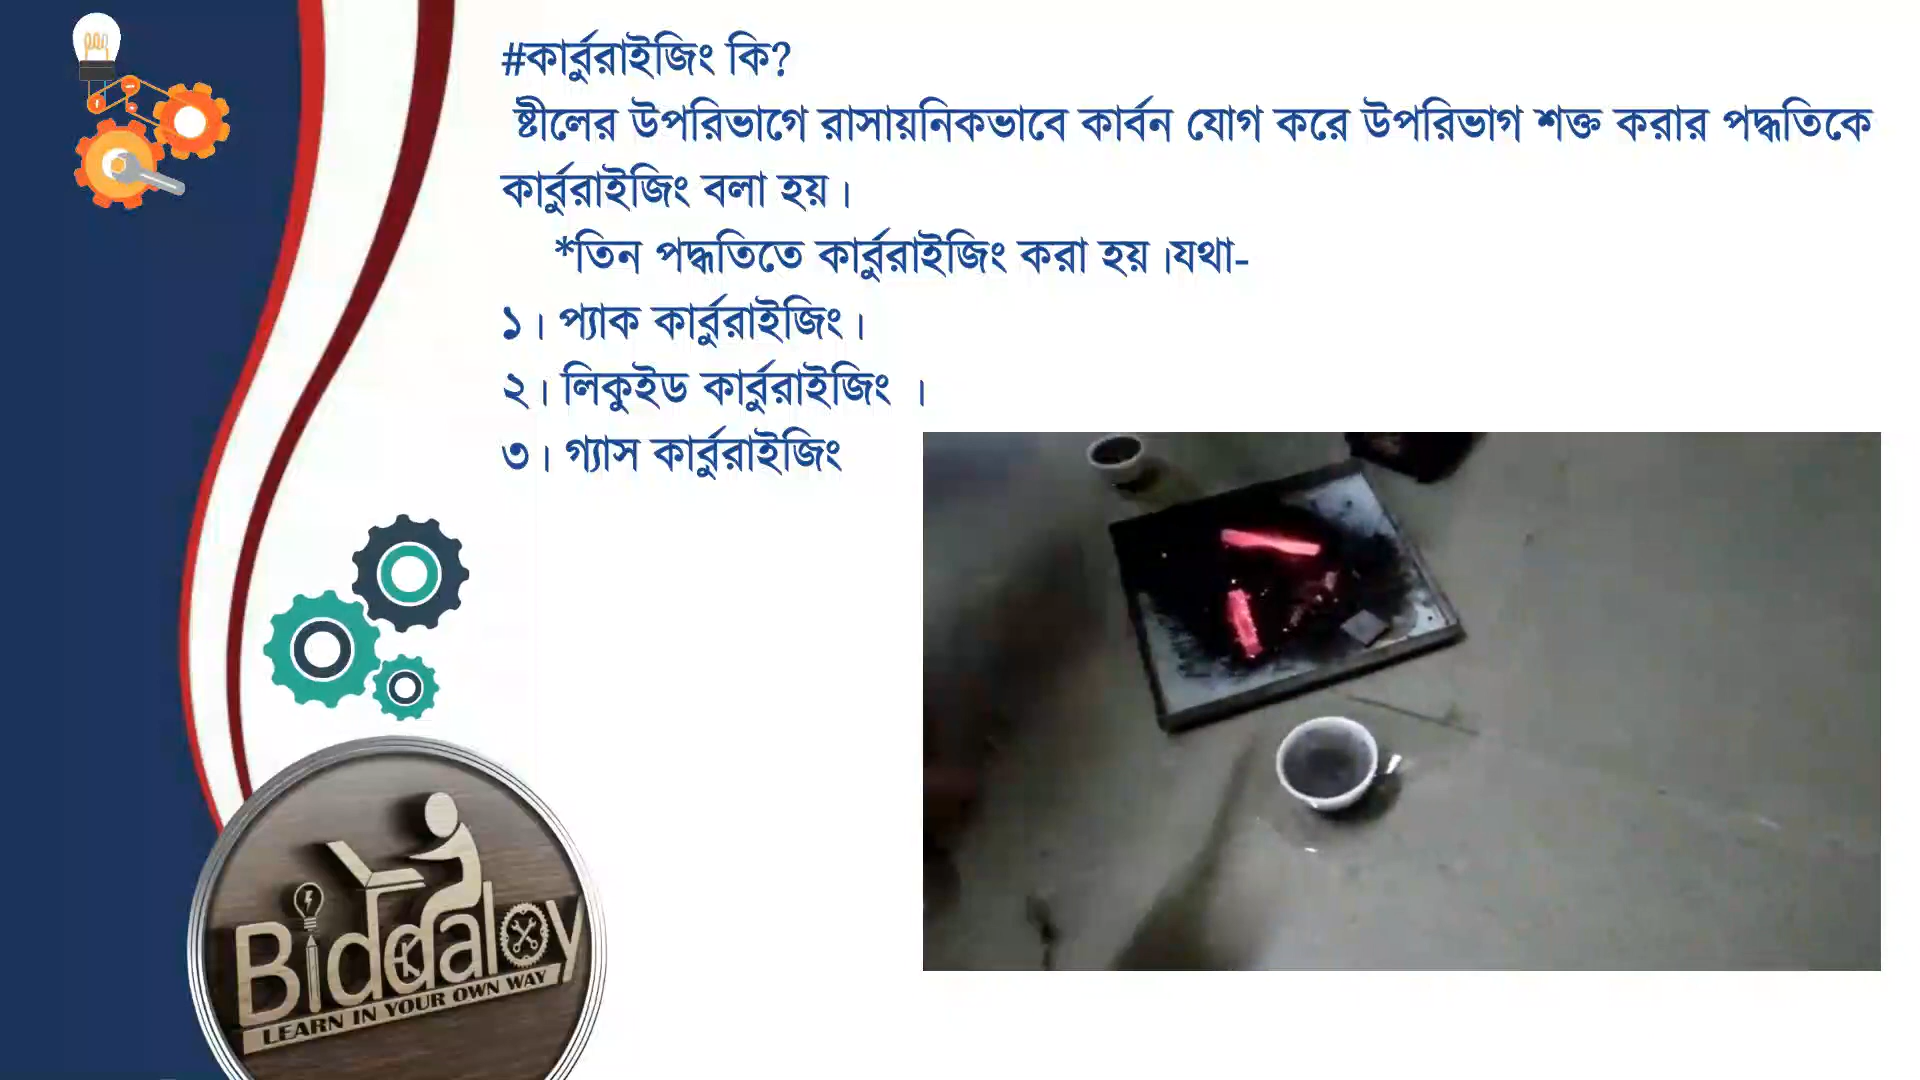 #কার্বুরাইজিং কি?
ষ্টীলের উপরিভাগে রাসায়নিকভাবে কার্বন যোগ করে উপরিভাগ শক্ত করার পদ্ধতিকে
কার্বুরাইজিং বলা হয়।
*তিন পদ্ধতিতে কার্বুরাইজিং করা হয়।যথা-
১। প্যাক কার্বুরাইজিং।
২। লিকুইড কার্বুরাইজিং ।
৩। গ্যাস কার্বুরাইজিং
Biddaloy
LEARN IN YOUR OWN WAY